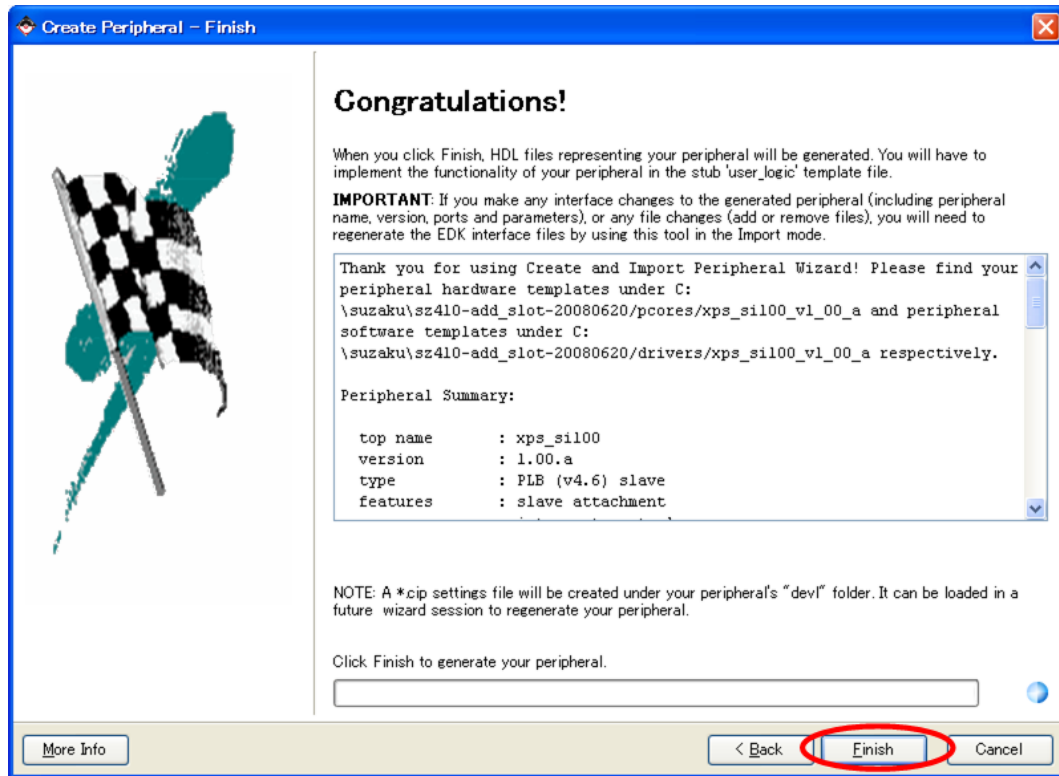 Create Peripheral - Finish
Congratulations!
When you click Finish, HDL files representing your peripheral will be generated. You will have to
implement the functionality of your peripheral in the stub 'user_logic' template file.
IMPORTANT: If you make any interface changes to the generated peripheral (including peripheral
name, version, ports and parameters), or any file changes (add or remove files), you will need to
regenerate the EDK interface files by using this tool in the Import mode.
Thank you for using Create and Import Peripheral Wizard! Please find your
peripheral hardware templates under C:
\suzaku\sz410-add_slot-20080620/pcores/xps_sil00_v1_00_a and peripheral
software templates under C:
\suzaku\sz410-add_slot-20080620/drivers/xps_sil00_v1_00_a respectively.
Peripheral Summary:
top name : xps_sil00
version : 1.00.a
type : PLB (v4.6) slave
features : slave attachment
NOTE: A *.cip settings file will be created under your peripheral's "devl" folder. It can be loaded in a
future wizard session to regenerate your peripheral.
Click Finish to generate your peripheral.
More Info
< Back
Finish
Cancel